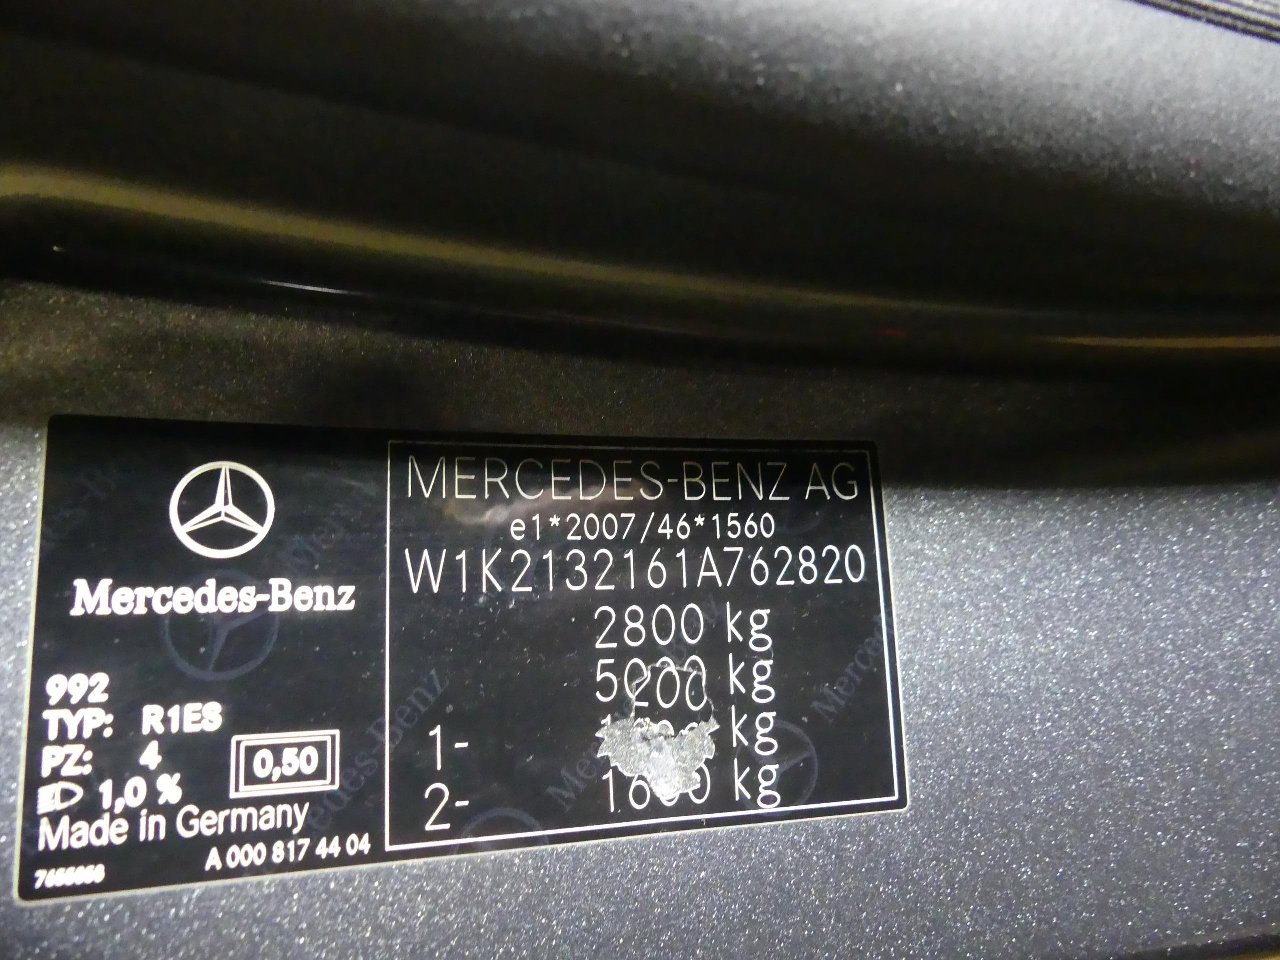 Mercedes-Benz
992
TYP: R1ES
PZ: 4
0,50
1,0 %
Made in Germany
A 000 817 44 04
MERCEDES-BENZ AG
e1*2007/46*1560
W1K2132161A762820
2800 kg
5000 kg
1- kg
2- kg